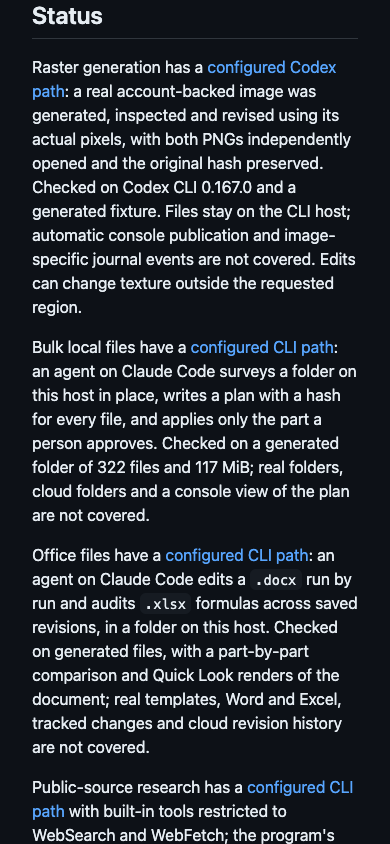 Status
Raster generation has a configured Codex
path: a real account-backed image was
generated, inspected and revised using its
actual pixels, with both PNGs independently
opened and the original hash preserved.
Checked on Codex CLI 0.167.0 and a
generated fixture. Files stay on the CLI host;
automatic console publication and image-
specific journal events are not covered. Edits
can change texture outside the requested
region.
Bulk local files have a configured CLI path:
an agent on Claude Code surveys a folder on
this host in place, writes a plan with a hash
for every file, and applies only the part a
person approves. Checked on a generated
folder of 322 files and 117 MiB; real folders,
cloud folders and a console view of the plan
are not covered.
Office files have a configured CLI path: an
agent on Claude Code edits a .docx run by
run and audits .xlsx formulas across saved
revisions, in a folder on this host. Checked
on generated files, with a part-by-part
comparison and Quick Look renders of the
document; real templates, Word and Excel,
tracked changes and cloud revision history
are not covered.
Public-source research has a configured CLI
path with built-in tools restricted to
WebSearch and WebFetch; the program's